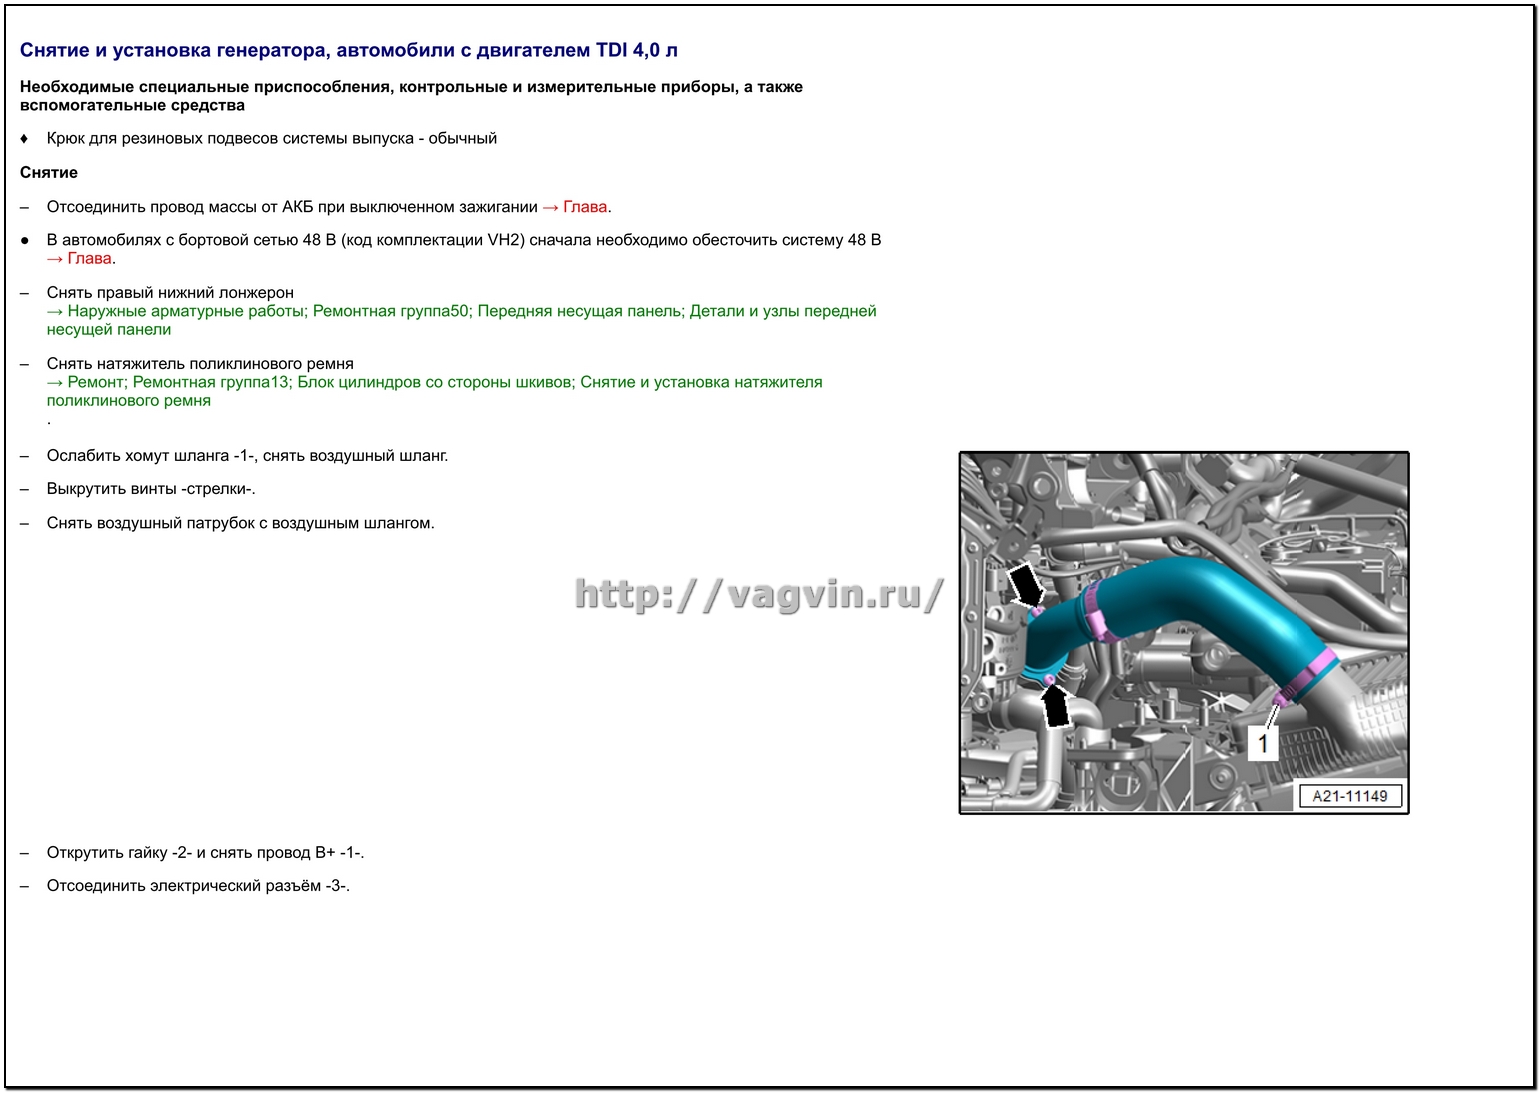 Снятие и установка генератора, автомобили с двигателем TDI 4,0 л
Необходимые специальные приспособления, контрольные и измерительные приборы, а также
вспомогательные средства
♦ Крюк для резиновых подвесов системы выпуска - обычный
Снятие
– Отсоединить провод массы от АКБ при выключенном зажигании → Глава.
● В автомобилях с бортовой сетью 48 В (код комплектации VH2) сначала необходимо обесточить систему 48 В
→ Глава.
– Снять правый нижний лонжерон
→ Наружные арматурные работы; Ремонтная группа50; Передняя несущая панель; Детали и узлы передней
несущей панели
– Снять натяжитель поликлинового ремня
→ Ремонт; Ремонтная группа13; Блок цилиндров со стороны шкивов; Снятие и установка натяжителя
поликлинового ремня
.
– Ослабить хомут шланга -1-, снять воздушный шланг.
– Выкрутить винты -стрелки-.
– Снять воздушный патрубок с воздушным шлангом.
http://vagvin.ru/
1
A21-11149
– Открутить гайку -2- и снять провод B+ -1-.
– Отсоединить электрический разъём -3-.